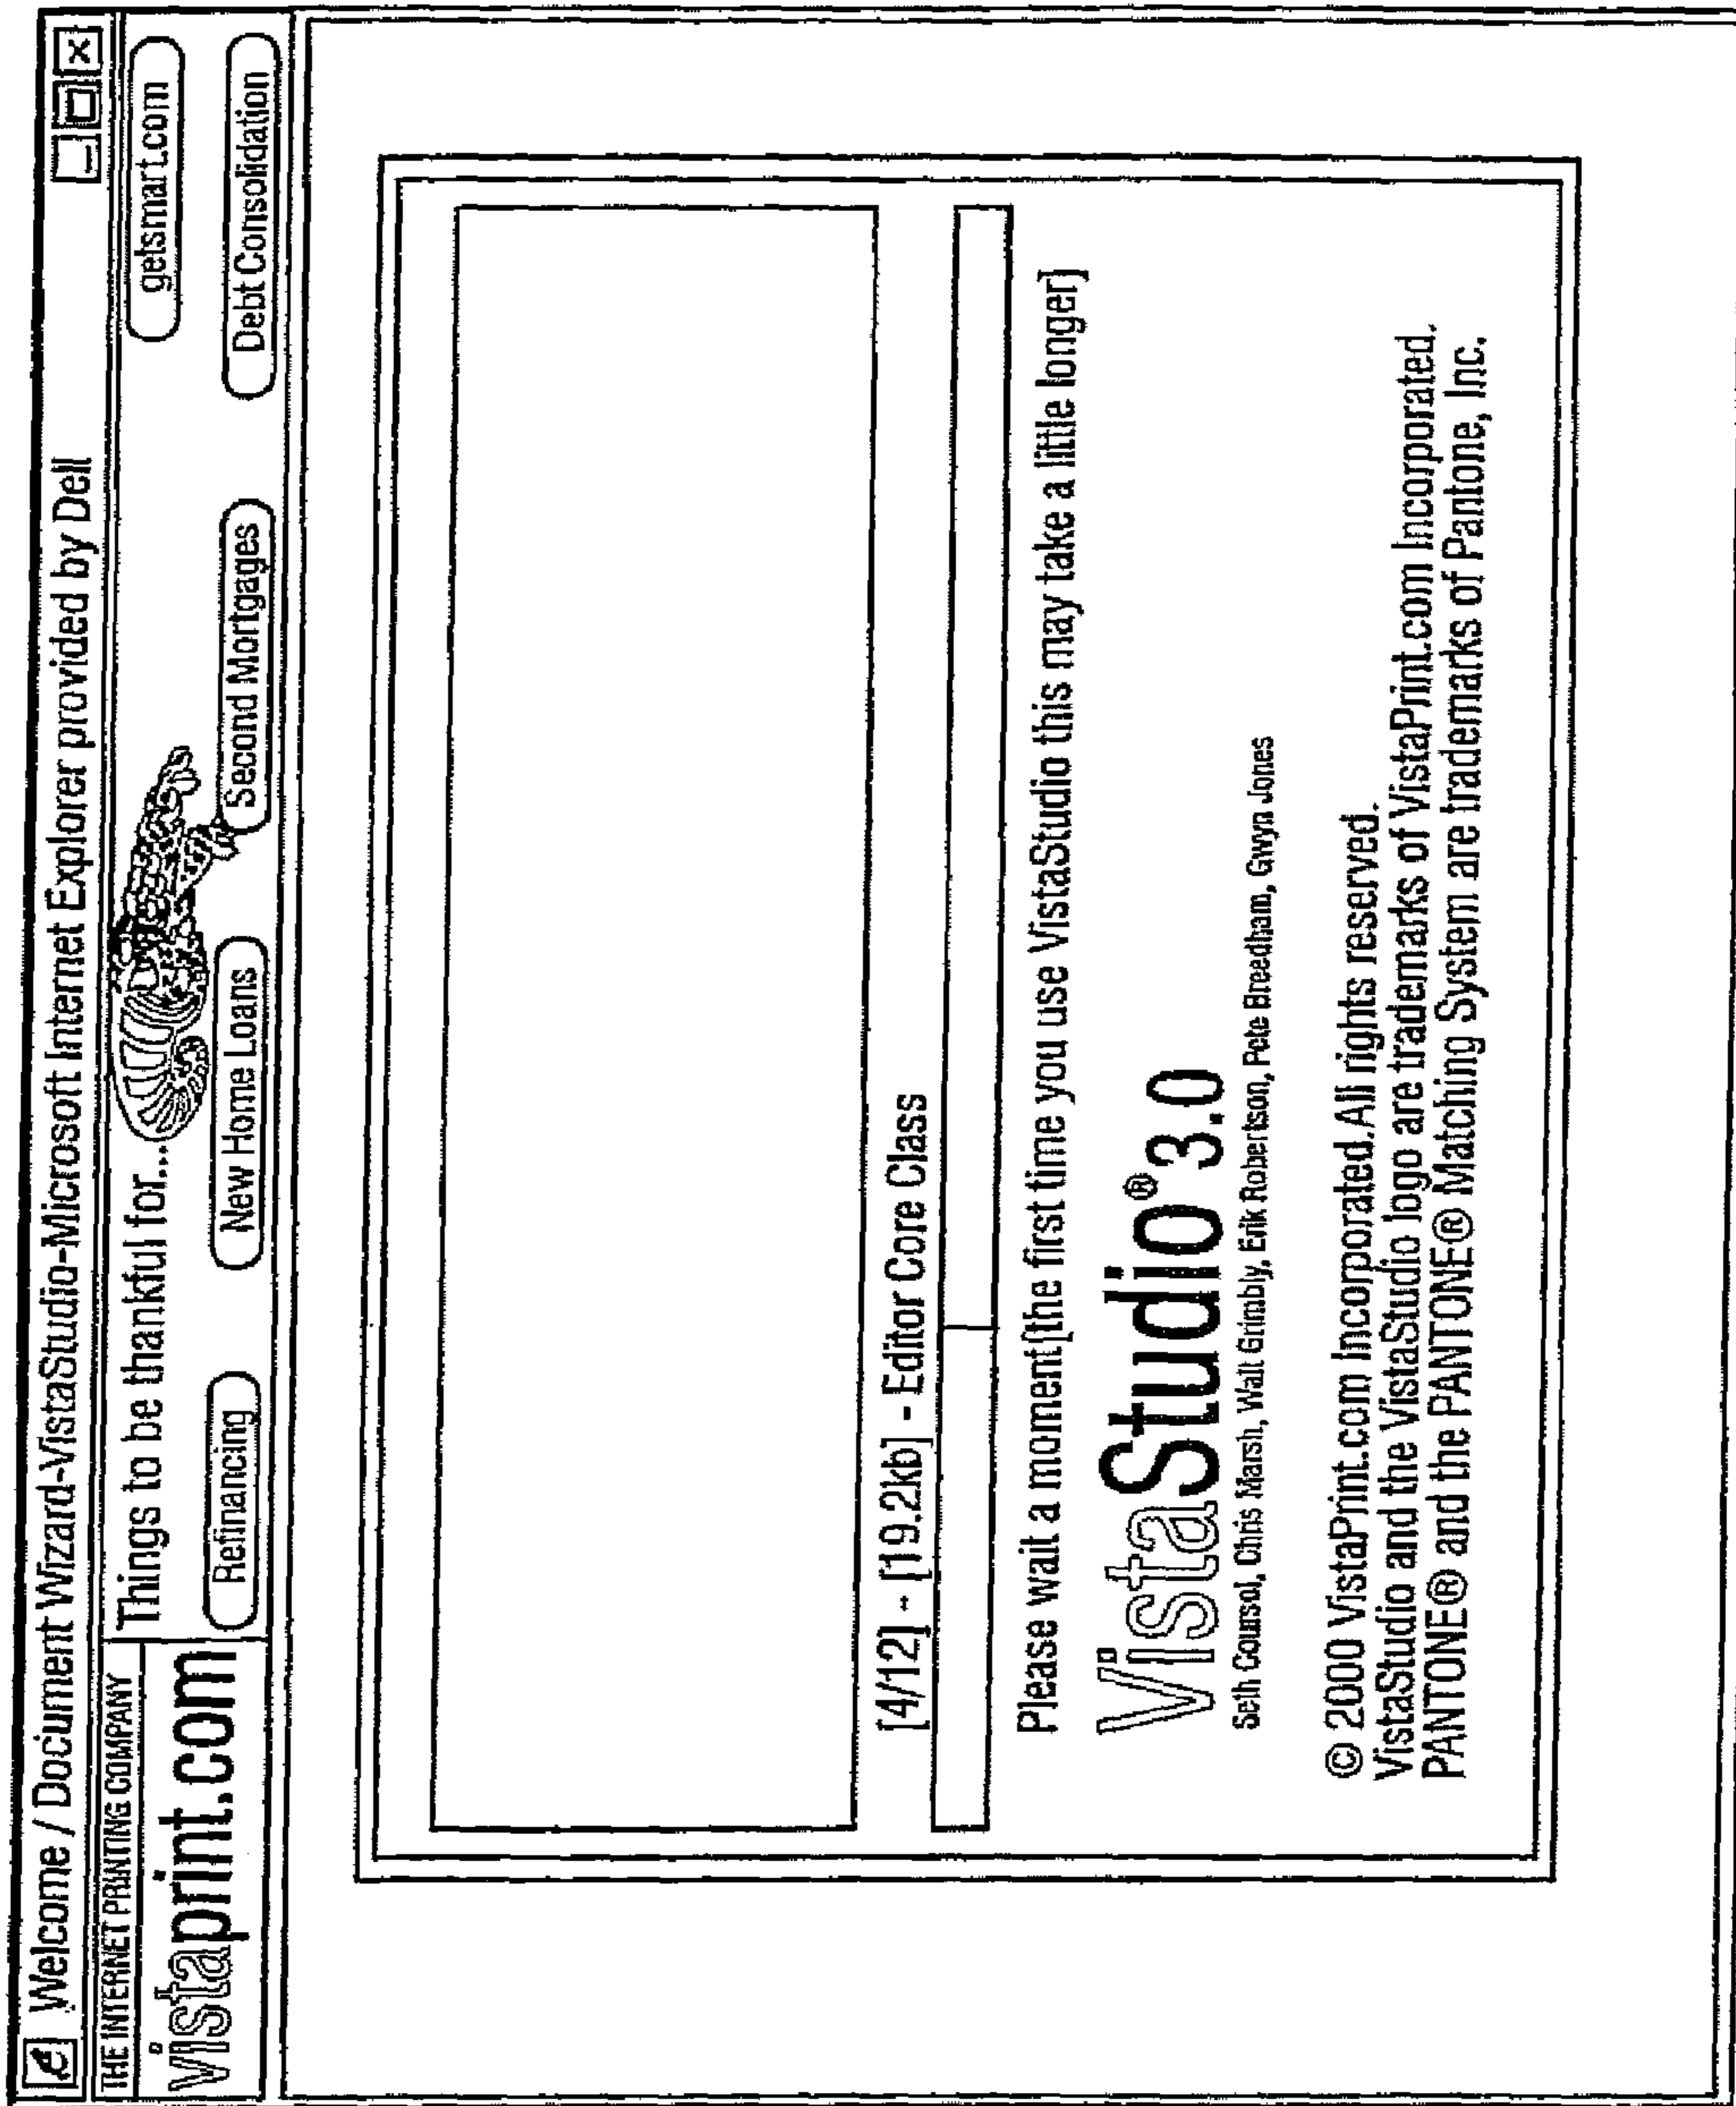 Welcome / Document Wizard-VistaStudio-Microsoft Internet Explorer provided by Dell
THE INTERNET PRINTING COMPANY
vistaprint.com
Things to be thankful for...
getsmart.com
Refinancing
New Home Loans
Second Mortgages
Debt Consolidation
[4/12] -- [19.2kb] - Editor Core Class
Please wait a moment[the first time you use VistaStudio this may take a little longer]
VistaStudio® 3.0
Seth Coursol, Chris Marsh, Walt Grimbly, Erik Robertson, Pete Breedham, Gwyn Jones
© 2000 VistaPrint.com Incorporated.All rights reserved.
VistaStudio and the VistaStudio logo are trademarks of VistaPrint.com Incorporated.
PANTONE® and the PANTONE® Matching System are trademarks of Pantone, Inc.